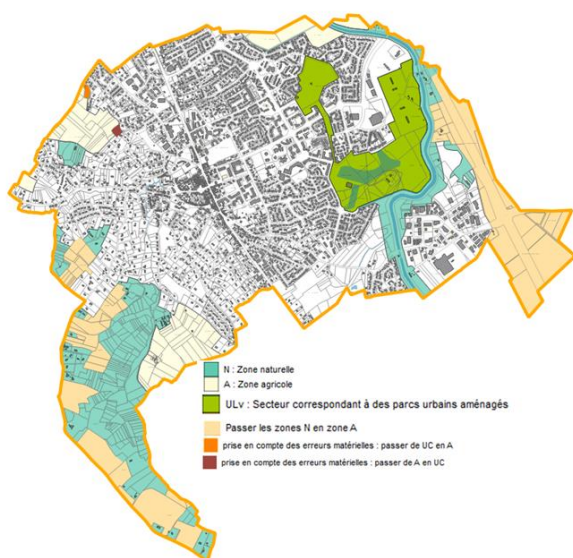 N : Zone naturelle
A : Zone agricole
ULv : Secteur correspondant à des parcs urbains aménagés
Passer les zones N en zone A
prise en compte des erreurs matérielles : passer de UC en A
prise en compte des erreurs matérielles : passer de A en UC